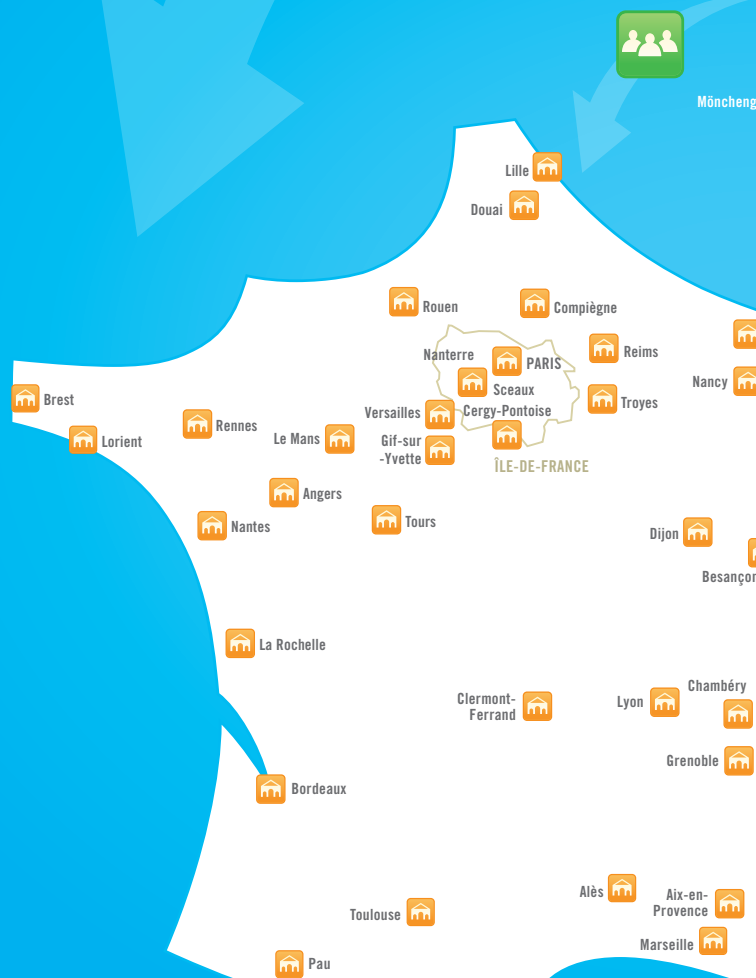 Möncheng
Lille
Douai
Rouen
Compiègne
Nanterre
PARIS
Reims
Nancy
Sceaux
Brest
Versailles
Cergy-Pontoise
Troyes
Rennes
Lorient
Le Mans
Gif-sur
-Yvette
ÎLE-DE-FRANCE
Angers
Nantes
Tours
Dijon
Besançon
La Rochelle
Clermont-
Ferrand
Lyon
Chambéry
Grenoble
Bordeaux
Alès
Aix-en-
Provence
Toulouse
Marseille
Pau